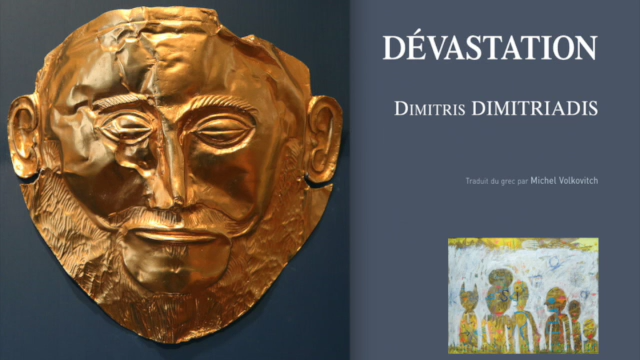 DÉVASTATION
DIMITRIS DIMITRIADIS
Traduit du grec par Michel Volkovitch